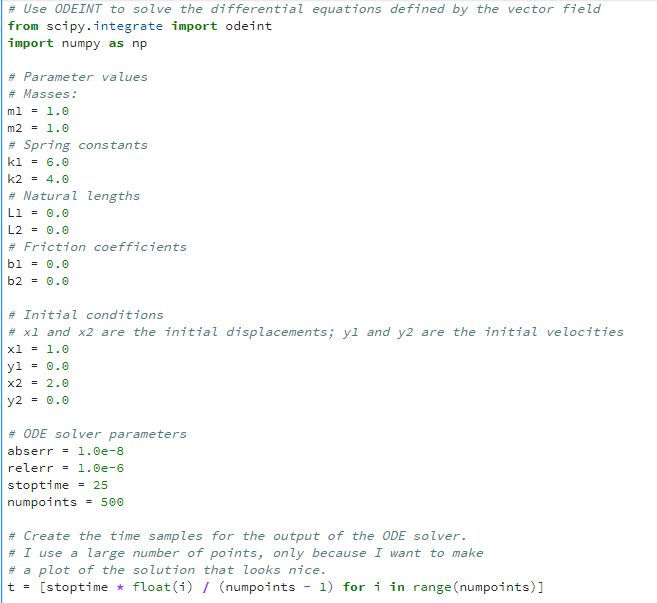 # Use ODEINT to solve the differential equations defined by the vector field
from scipy.integrate import odeint
import numpy as np
# Parameter values
# Masses:
m1 = 1.0
m2 = 1.0
# Spring constants
k1 = 6.0
k2 = 4.0
# Natural lengths
L1 = 0.0
L2 = 0.0
# Friction coefficients
b1 = 0.0
b2 = 0.0
# Initial conditions
# x1 and x2 are the initial displacements; y1 and y2 are the initial velocities
x1 = 1.0
y1 = 0.0
x2 = 2.0
y2 = 0.0
# ODE solver parameters
abserr = 1.0e-8
relerr = 1.0e-6
stoptime = 25
numpoints = 500
# Create the time samples for the output of the ODE solver.
# I use a large number of points, only because I want to make
# a plot of the solution that looks nice.
t = [stoptime * float(i) / (numpoints - 1) for i in range(numpoints)]